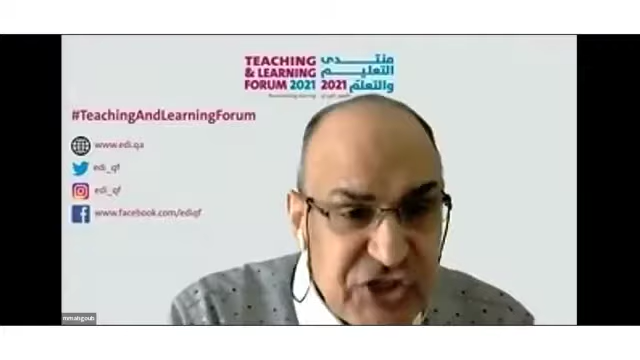 TEACHING
& LEARNING
FORUM 2021
منتدى
التعليم
والتعلم 2021
#TeachingAndLearningForum
www.edi.qa
edi_qf
edi_qf
www.facebook.com/ediqf